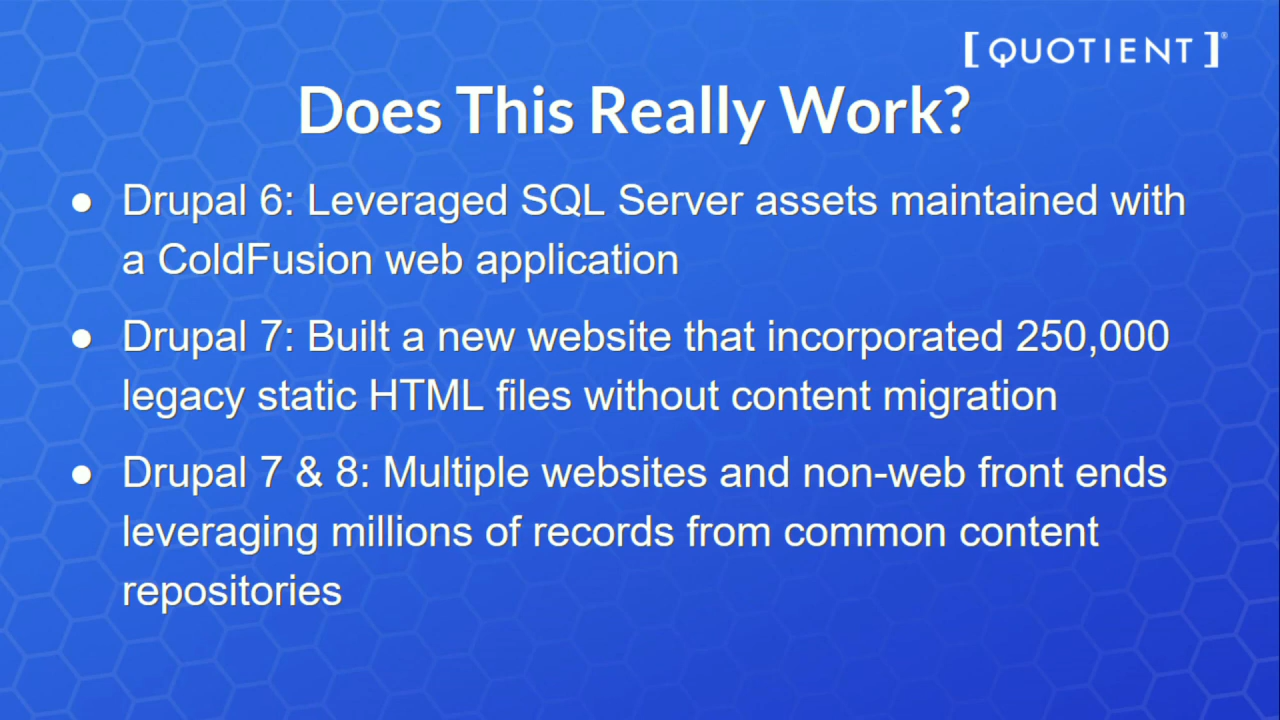 [ QUOTIENT ]®
Does This Really Work?
● Drupal 6: Leveraged SQL Server assets maintained with
a ColdFusion web application
● Drupal 7: Built a new website that incorporated 250,000
legacy static HTML files without content migration
● Drupal 7 & 8: Multiple websites and non-web front ends
leveraging millions of records from common content
repositories